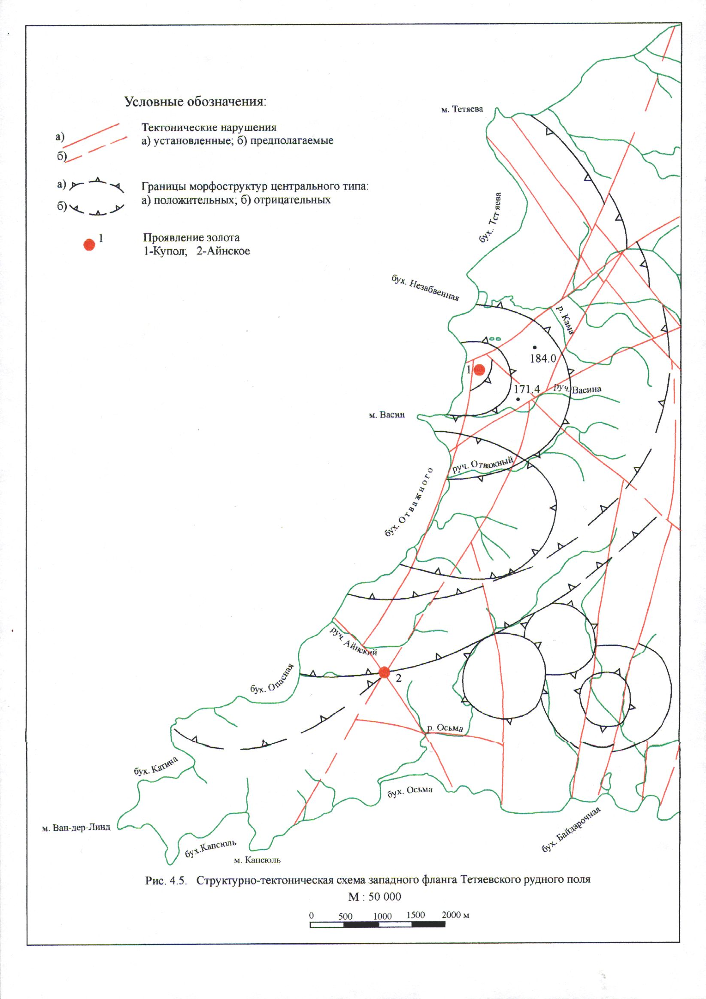 Условные обозначения:
а)
б)
Тектонические нарушения
а) установленные; б) предполагаемые
а)
б)
Границы морфоструктур центрального типа:
а) положительных; б) отрицательных
1
Проявление золота
1-Купол; 2-Айнское
м. Тетяева
бух. Тетяева
бух. Незабвенная
р. Кама
184.0
1
171.4
руч. Васина
м. Васин
руч. Отважный
бух. Отважного
руч. Айнский
2
бух. Опасная
р. Осьма
бух. Катина
бух. Осьма
м. Ван-дер-Линд
бух.Капсюль
м. Капсюль
бух. Байдарочная
Рис. 4.5. Структурно-тектоническая схема западного фланга Тетяевского рудного поля
М : 50 000
0 500 1000 1500 2000 м